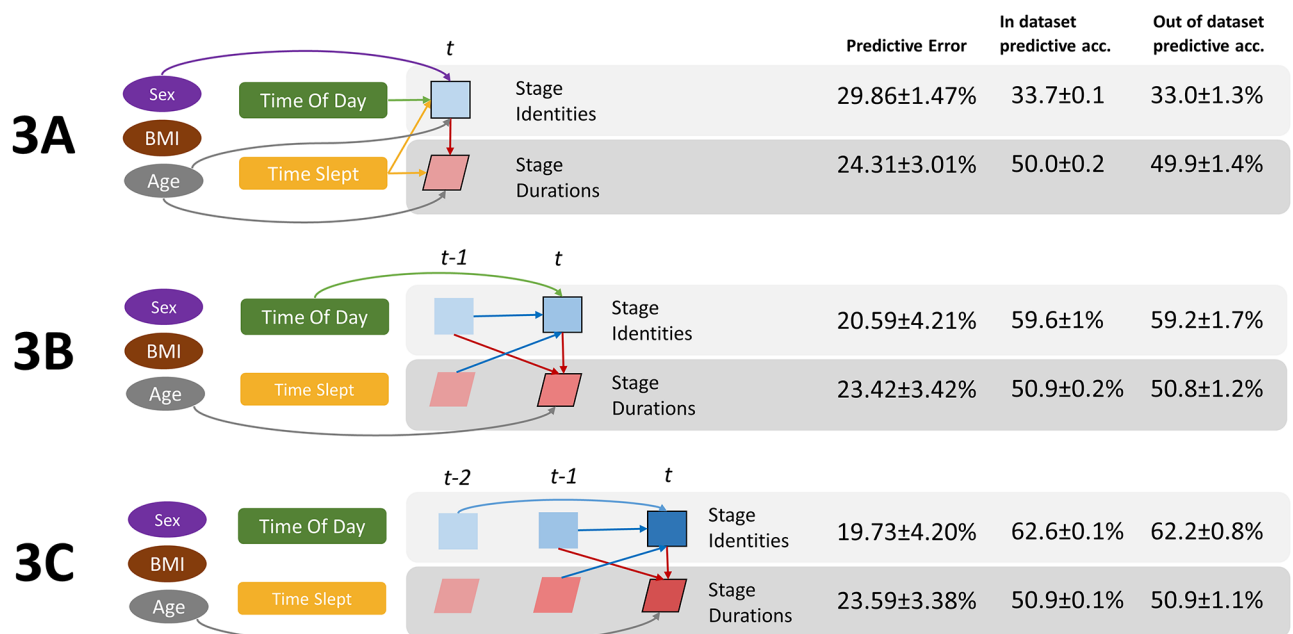 Predictive Error
In dataset
predictive acc.
Out of dataset
predictive acc.
3A
t
Sex
BMI
Age
Time Of Day
Time Slept
Stage
Identities
29.86±1.47%
33.7±0.1
33.0±1.3%
Stage
Durations
24.31±3.01%
50.0±0.2
49.9±1.4%
3B
t-1
t
Sex
BMI
Age
Time Of Day
Time Slept
Stage
Identities
20.59±4.21%
59.6±1%
59.2±1.7%
Stage
Durations
23.42±3.42%
50.9±0.2%
50.8±1.2%
3C
t-2
t-1
t
Sex
BMI
Age
Time Of Day
Time Slept
Stage
Identities
19.73±4.20%
62.6±0.1%
62.2±0.8%
Stage
Durations
23.59±3.38%
50.9±0.1%
50.9±1.1%